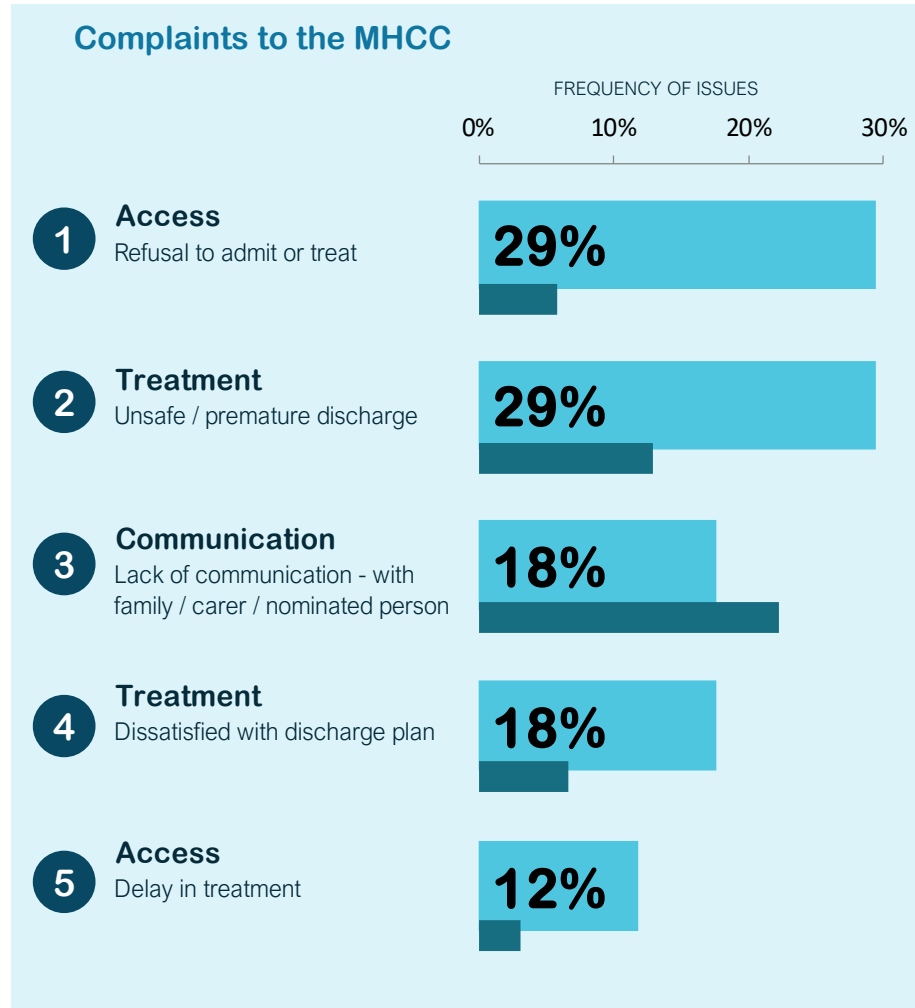 Complaints to the MHCC
FREQUENCY OF ISSUES
0% 10% 20% 30%
1 Access
Refusal to admit or treat
29%
2 Treatment
Unsafe / premature discharge
29%
3 Communication
Lack of communication - with
family / carer / nominated person
18%
4 Treatment
Dissatisfied with discharge plan
18%
5 Access
Delay in treatment
12%